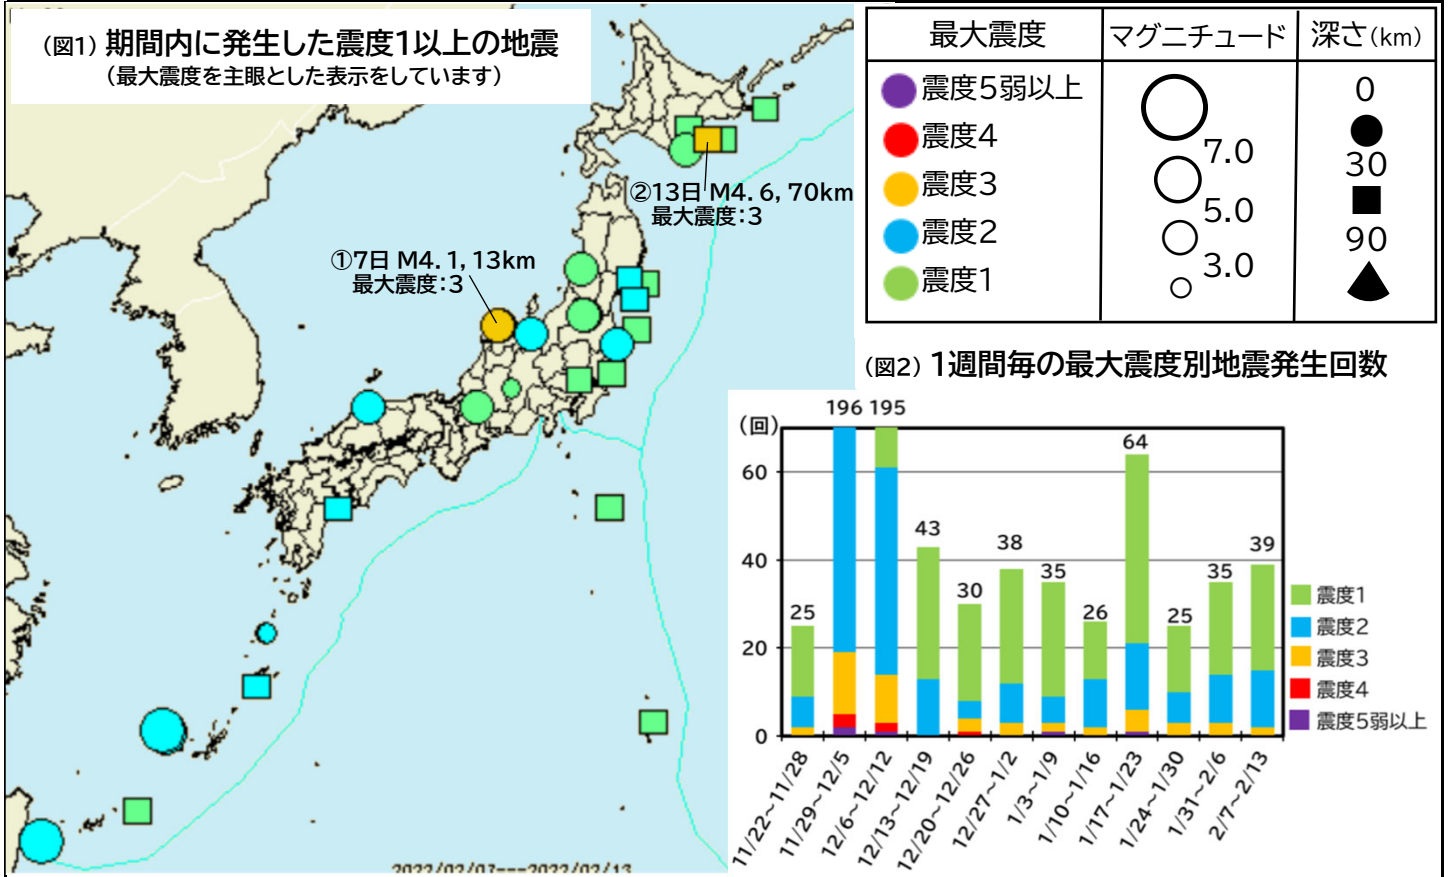 (図1) 期間内に発生した震度1以上の地震
(最大震度を主眼とした表示をしています)
②13日 M4.6, 70km
最大震度:3
①7日 M4.1, 13km
最大震度:3
2022/02/07---2022/02/13
最大震度
マグニチュード
深さ(km)
震度5弱以上
震度4
震度3
震度2
震度1
7.0
5.0
3.0
0
30
90
(図2) 1週間毎の最大震度別地震発生回数
(回)
60
40
20
0
25
196
195
43
30
38
35
26
64
25
35
39
11/22~11/28
11/29~12/5
12/6~12/12
12/13~12/19
12/20~12/26
12/27~1/2
1/3~1/9
1/10~1/16
1/17~1/23
1/24~1/30
1/31~2/6
2/7~2/13
震度1
震度2
震度3
震度4
震度5弱以上